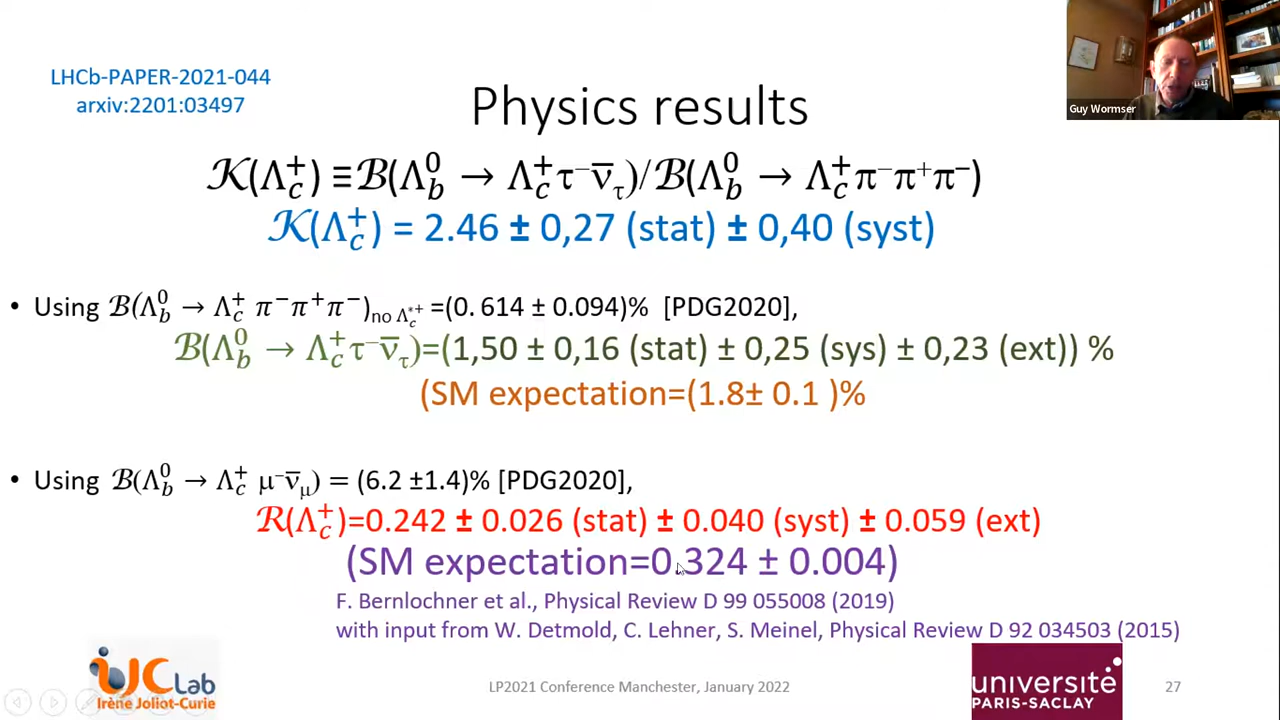 LHCb-PAPER-2021-044
arxiv:2201:03497
Guy Wormser
Physics results
𝒦(Λ_c^+) ≡ℬ(Λ_b^0 → Λ_c^+τ⁻ν̅_τ)/ℬ(Λ_b^0 → Λ_c^+π⁻π⁺π⁻)
𝒦(Λ_c^+) = 2.46 ± 0,27 (stat) ± 0,40 (syst)
• Using ℬ(Λ_b^0 → Λ_c^+ π⁻π⁺π⁻)_no Λ_c^*+ =(0. 614 ± 0.094)% [PDG2020],
ℬ(Λ_b^0 → Λ_c^+τ⁻ν̅_τ)=(1,50 ± 0,16 (stat) ± 0,25 (sys) ± 0,23 (ext)) %
(SM expectation=(1.8± 0.1 )%
• Using ℬ(Λ_b^0 → Λ_c^+ μ⁻ν̅_μ) = (6.2 ±1.4)% [PDG2020],
ℛ(Λ_c^+)=0.242 ± 0.026 (stat) ± 0.040 (syst) ± 0.059 (ext)
(SM expectation=0.324 ± 0.004)
F. Bernlochner et al., Physical Review D 99 055008 (2019)
with input from W. Detmold, C. Lehner, S. Meinel, Physical Review D 92 034503 (2015)
iJC Lab
Irène Joliot-Curie
LP2021 Conference Manchester, January 2022
université
PARIS-SACLAY
27